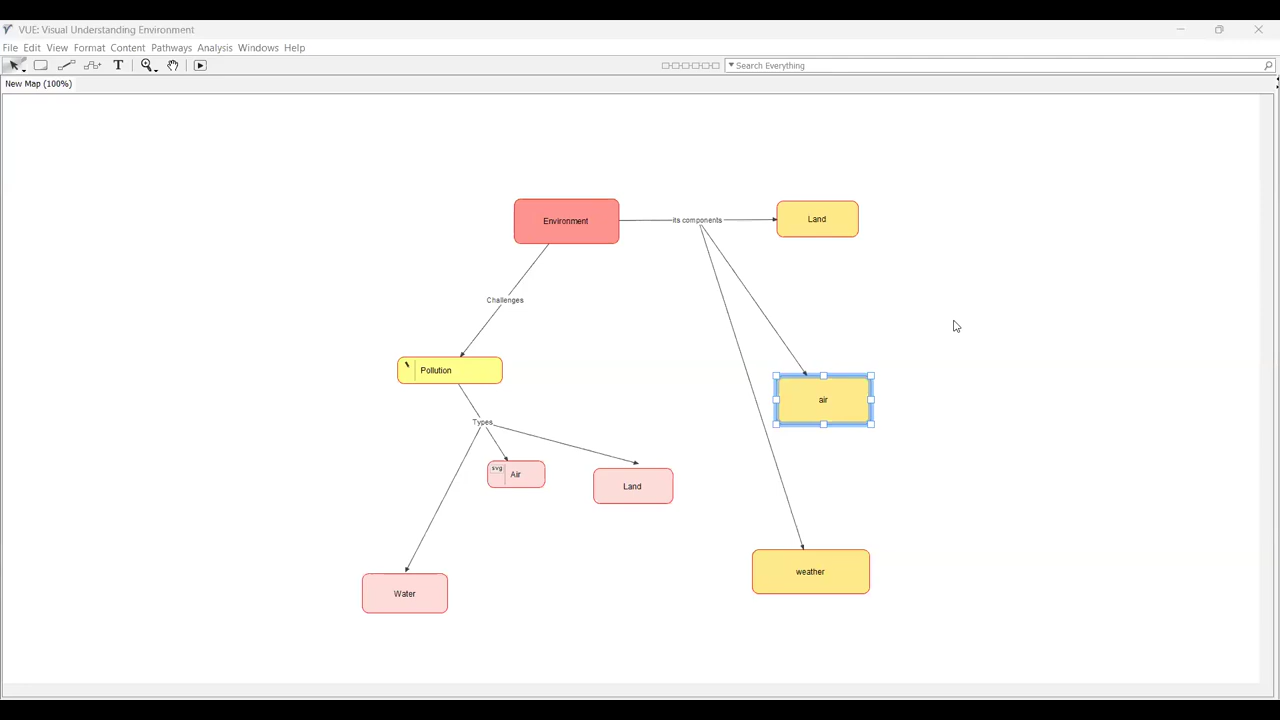 VUE: Visual Understanding Environment
File Edit View Format Content Pathways Analysis Windows Help
T
Search Everything
New Map (100%)
Environment
its components
Land
Challenges
Pollution
air
Types
svg
Air
Land
weather
Water